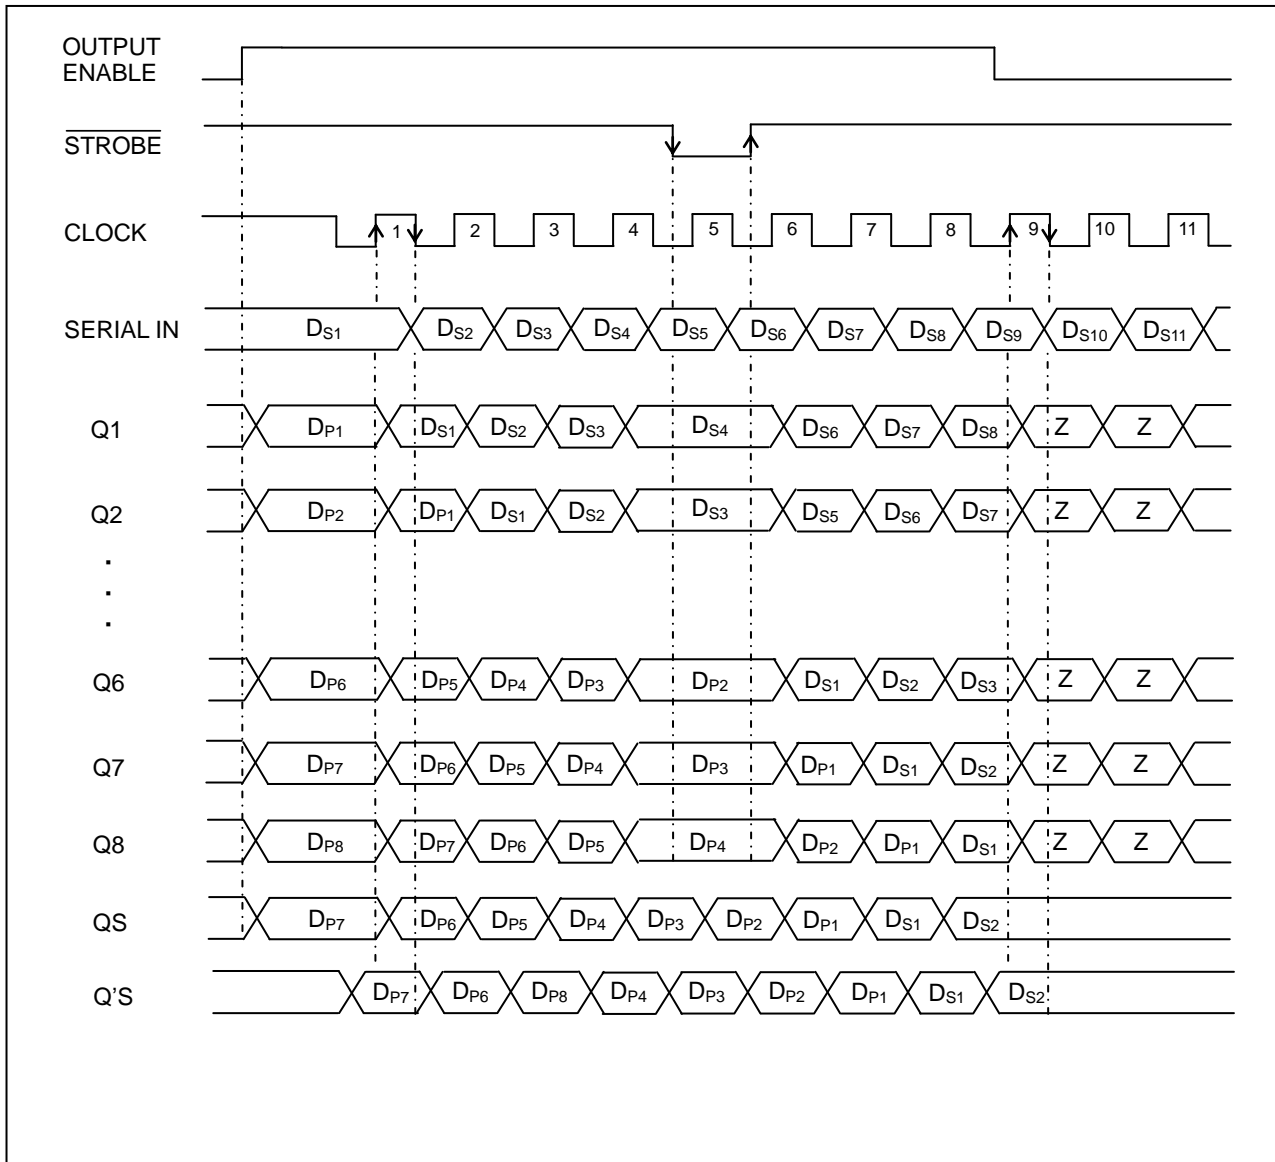 OUTPUT
ENABLE
STROBE
CLOCK 1 2 3 4 5 6 7 8 9 10 11
SERIAL IN DS1 DS2 DS3 DS4 DS5 DS6 DS7 DS8 DS9 DS10 DS11
Q1 DP1 DS1 DS2 DS3 DS4 DS6 DS7 DS8 Z Z
Q2 DP2 DP1 DS1 DS2 DS3 DS5 DS6 DS7 Z Z
Q6 DP6 DP5 DP4 DP3 DP2 DS1 DS2 DS3 Z Z
Q7 DP7 DP6 DP5 DP4 DP3 DP1 DS1 DS2 Z Z
Q8 DP8 DP7 DP6 DP5 DP4 DP2 DP1 DS1 Z Z
QS DP7 DP6 DP5 DP4 DP3 DP2 DP1 DS1 DS2
Q’S DP7 DP6 DP8 DP4 DP3 DP2 DP1 DS1 DS2